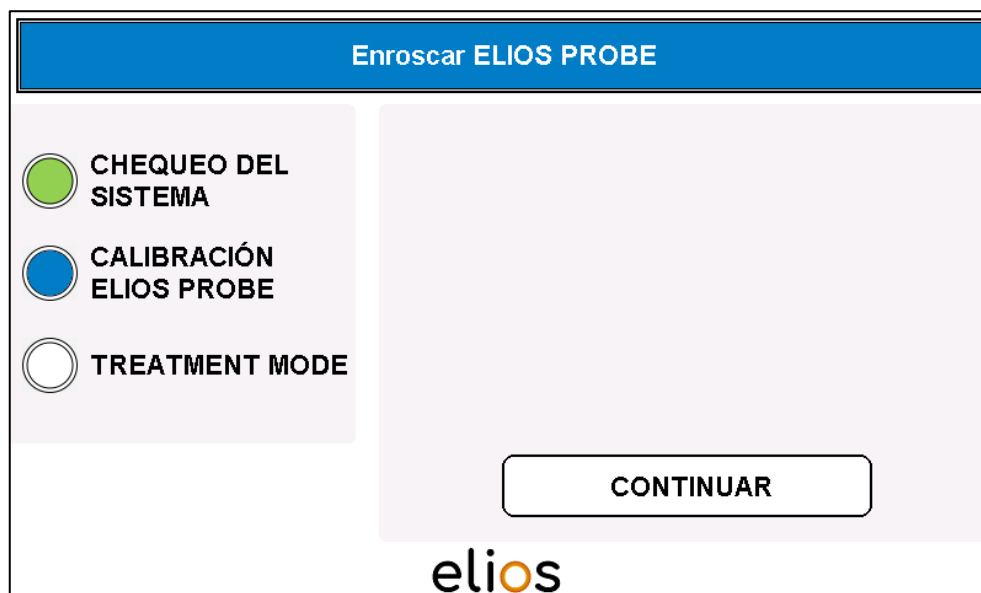 Enroscar ELIOS PROBE
CHEQUEO DEL
SISTEMA
CALIBRACIÓN
ELIOS PROBE
TREATMENT MODE
CONTINUAR
elios